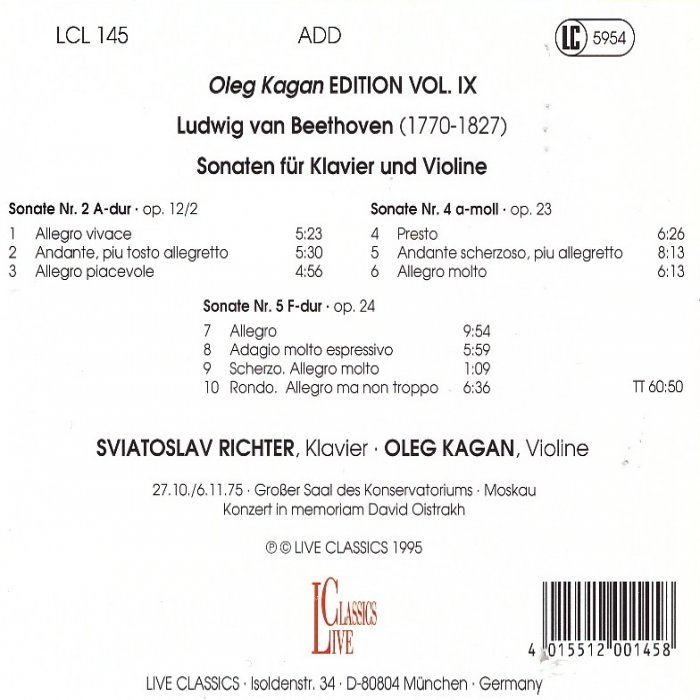 LCL 145 ADD LC 5954
Oleg Kagan EDITION VOL. IX
Ludwig van Beethoven (1770-1827)
Sonaten für Klavier und Violine
Sonate Nr. 2 A-dur · op. 12/2
1 Allegro vivace 5:23
2 Andante, piu tosto allegretto 5:30
3 Allegro piacevole 4:56
Sonate Nr. 4 a-moll · op. 23
4 Presto 6:26
5 Andante scherzoso, piu allegretto 8:13
6 Allegro molto 6:13
Sonate Nr. 5 F-dur · op. 24
7 Allegro 9:54
8 Adagio molto espressivo 5:59
9 Scherzo. Allegro molto 1:09
10 Rondo. Allegro ma non troppo 6:36
TT 60:50
SVIATOSLAV RICHTER, Klavier · OLEG KAGAN, Violine
27.10./6.11.75 · Großer Saal des Konservatoriums · Moskau
Konzert in memoriam David Oistrakh
℗ © LIVE CLASSICS 1995
CLASSICS
LIVE
4 015512 001458
LIVE CLASSICS · Isoldenstr. 34 · D-80804 München · Germany